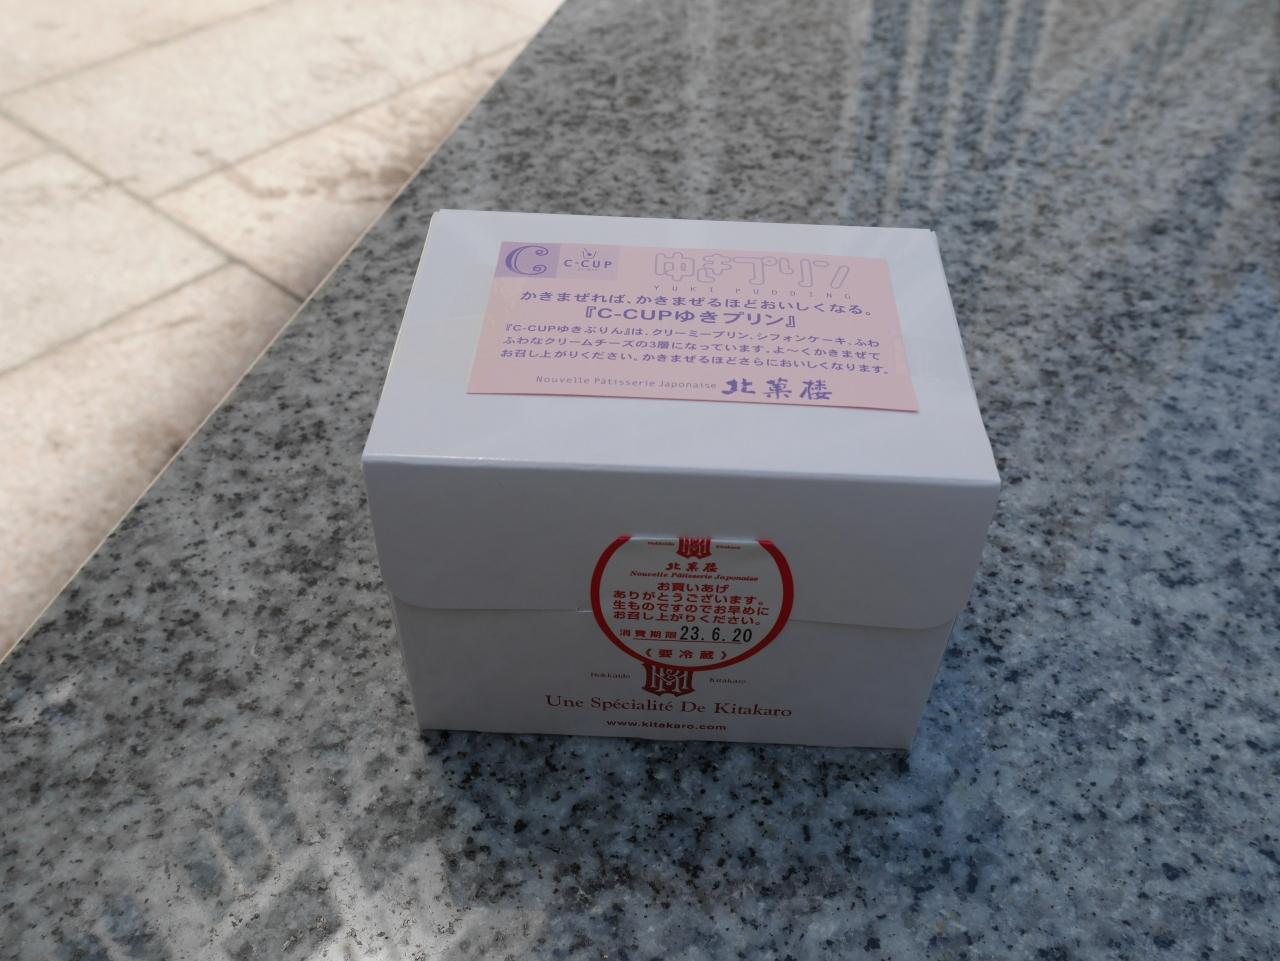 C
C·CUP
ゆきプリン
YUKI PUDDING
かきまぜれば、かきまぜるほどおいしくなる。
『C-CUPゆきプリン』
『C-CUPゆきぷりん』は、クリーミープリン、シフォンケーキ、ふわ
ふわなクリームチーズの3層になっています。よ〜くかきまぜて
お召し上がりください。かきまぜるほどさらにおいしくなります。
Nouvelle Pâtisserie Japonaise 北菓楼
Hokkaido Kitakaro
北菓楼
Nouvelle Pâtisserie Japonaise
お買いあげ
ありがとうございます。
生ものですのでお早めに
お召し上がりください。
消費期限 23.6.20
《要冷蔵》
Hokkaido Kitakaro
Une Spécialité De Kitakaro
www.kitakaro.com